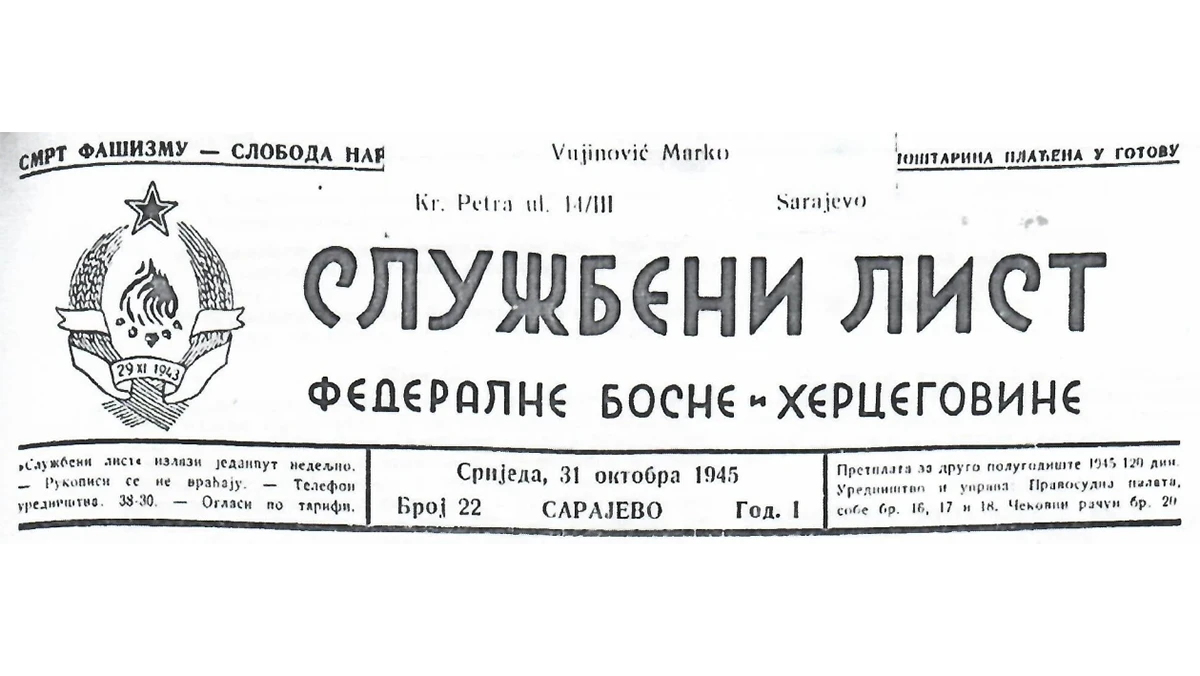 СМРТ ФАШИЗМУ — СЛОБОДА НАР
Vujinović Marko
ПОШТАРИНА ПЛАЋЕНА У ГОТОВУ
Kr. Petra ul. 14/III Sarajevo
СЛУЖБЕНИ ЛИСТ
ФЕДЕРАЛНЕ БОСНЕ и ХЕРЦЕГОВИНЕ
29 XI 1943
»Службени лист« излази једанпут недељно.
— Рукописи се не враћају. — Телефон
уредништва. 38-30. — Огласи по тарифи.
Сриједа, 31 октобра 1945
Број 22 САРАЈЕВО Год. I
Претплата за друго полугодиште 1945 120 дин.
Уредништво и управа: Правосудна палата,
собе бр. 16, 17 и 18. Чековни рачун бр. 20